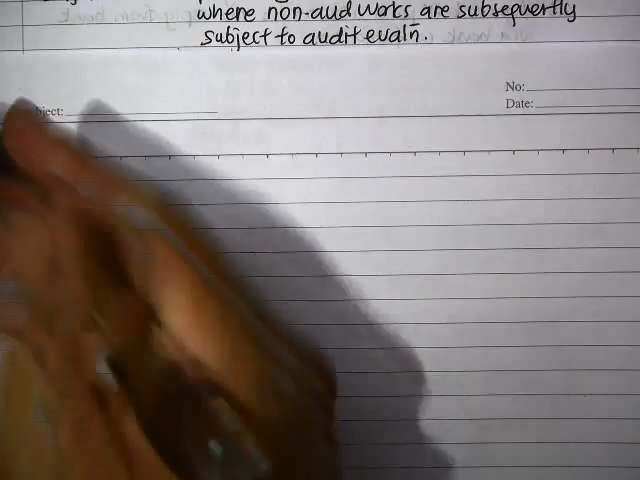 where non-aud works are subsequently
subject to audit evaln.
No:
Date: